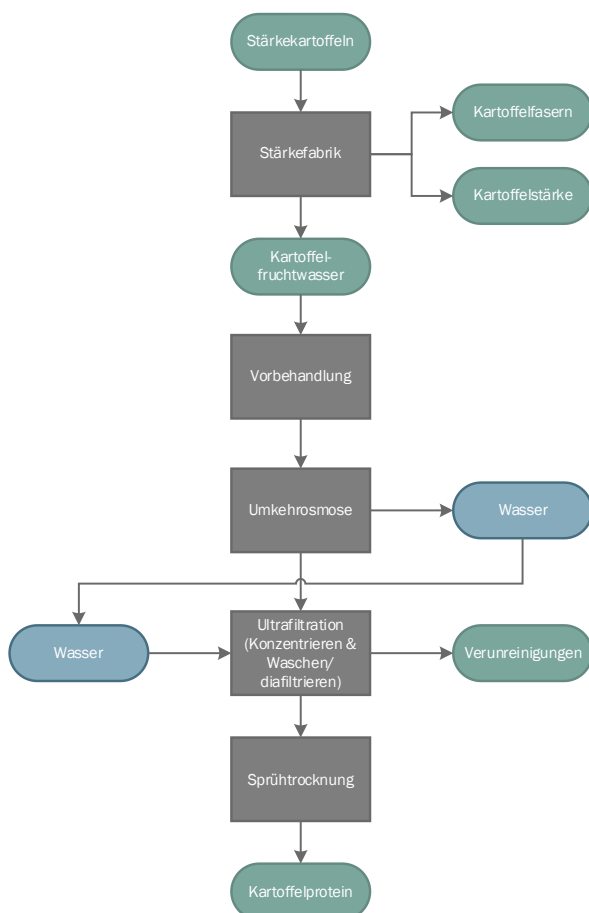 Stärkekartoffeln
Kartoffelfasern
Stärkefabrik
Kartoffelstärke
Kartoffel-
fruchtwasser
Vorbehandlung
Umkehrosmose
Wasser
Wasser
Ultrafiltration
(Konzentrieren &
Waschen/
diafiltrieren)
Verunreinigungen
Sprühtrocknung
Kartoffelprotein